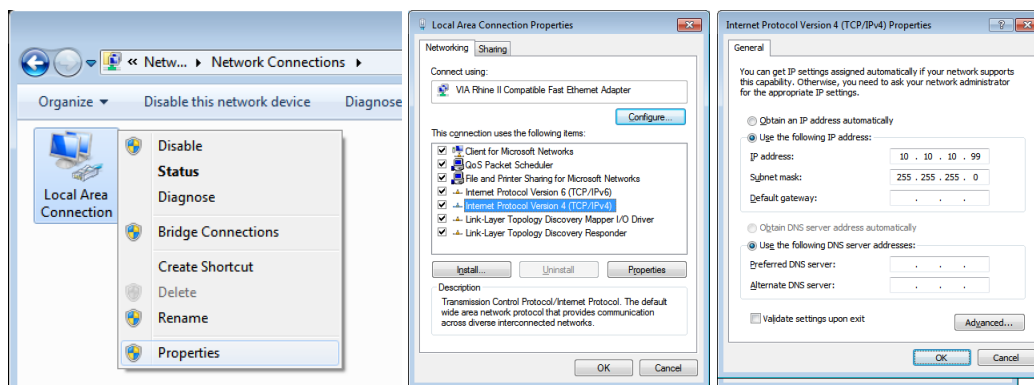 « Netw... ▸ Network Connections ▸
Organize ▾ Disable this network device Diagnose
Local Area
Connection
Disable
Status
Diagnose
Bridge Connections
Create Shortcut
Delete
Rename
Properties
Local Area Connection Properties
Networking Sharing
Connect using:
VIA Rhine II Compatible Fast Ethernet Adapter
Configure...
This connection uses the following items:
Client for Microsoft Networks
QoS Packet Scheduler
File and Printer Sharing for Microsoft Networks
Internet Protocol Version 6 (TCP/IPv6)
Internet Protocol Version 4 (TCP/IPv4)
Link-Layer Topology Discovery Mapper I/O Driver
Link-Layer Topology Discovery Responder
Install... Uninstall Properties
Description
Transmission Control Protocol/Internet Protocol. The default
wide area network protocol that provides communication
across diverse interconnected networks.
OK Cancel
Internet Protocol Version 4 (TCP/IPv4) Properties
General
You can get IP settings assigned automatically if your network supports
this capability. Otherwise, you need to ask your network administrator
for the appropriate IP settings.
Obtain an IP address automatically
Use the following IP address:
IP address: 10 . 10 . 10 . 99
Subnet mask: 255 . 255 . 255 . 0
Default gateway: . . .
Obtain DNS server address automatically
Use the following DNS server addresses:
Preferred DNS server: . . .
Alternate DNS server: . . .
Validate settings upon exit
Advanced...
OK Cancel